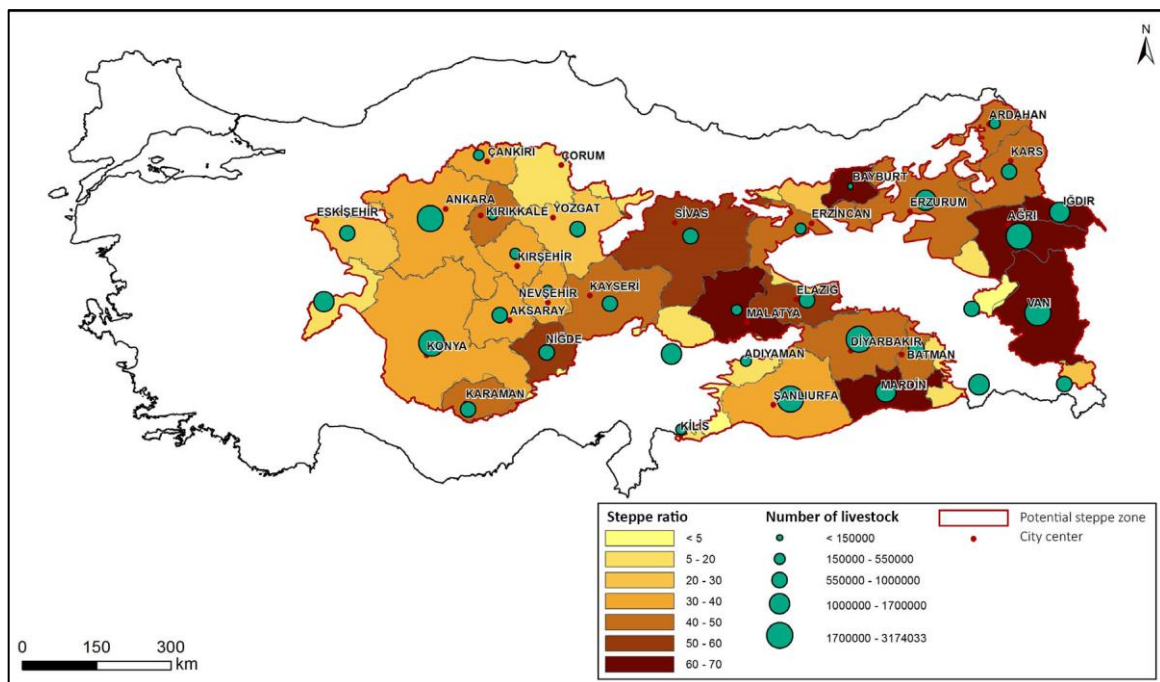 N
ARDAHAN
ÇANKIRI
ÇORUM
KARS
BAYBURT
ANKARA
ESKİŞEHİR
KIRIKKALE
YOZGAT
SİVAS
ERZİNCAN
ERZURUM
IĞDIR
AĞRI
KIRŞEHİR
NEVŞEHİR
KAYSERİ
ELAZIĞ
VAN
AKSARAY
MALATYA
KONYA
NİĞDE
DİYARBAKIR
ADIYAMAN
BATMAN
KARAMAN
ŞANLIURFA
MARDİN
KİLİS
Steppe ratio
< 5
5 - 20
20 - 30
30 - 40
40 - 50
50 - 60
60 - 70
Number of livestock
< 150000
150000 - 550000
550000 - 1000000
1000000 - 1700000
1700000 - 3174033
Potential steppe zone
City center
0 150 300
km